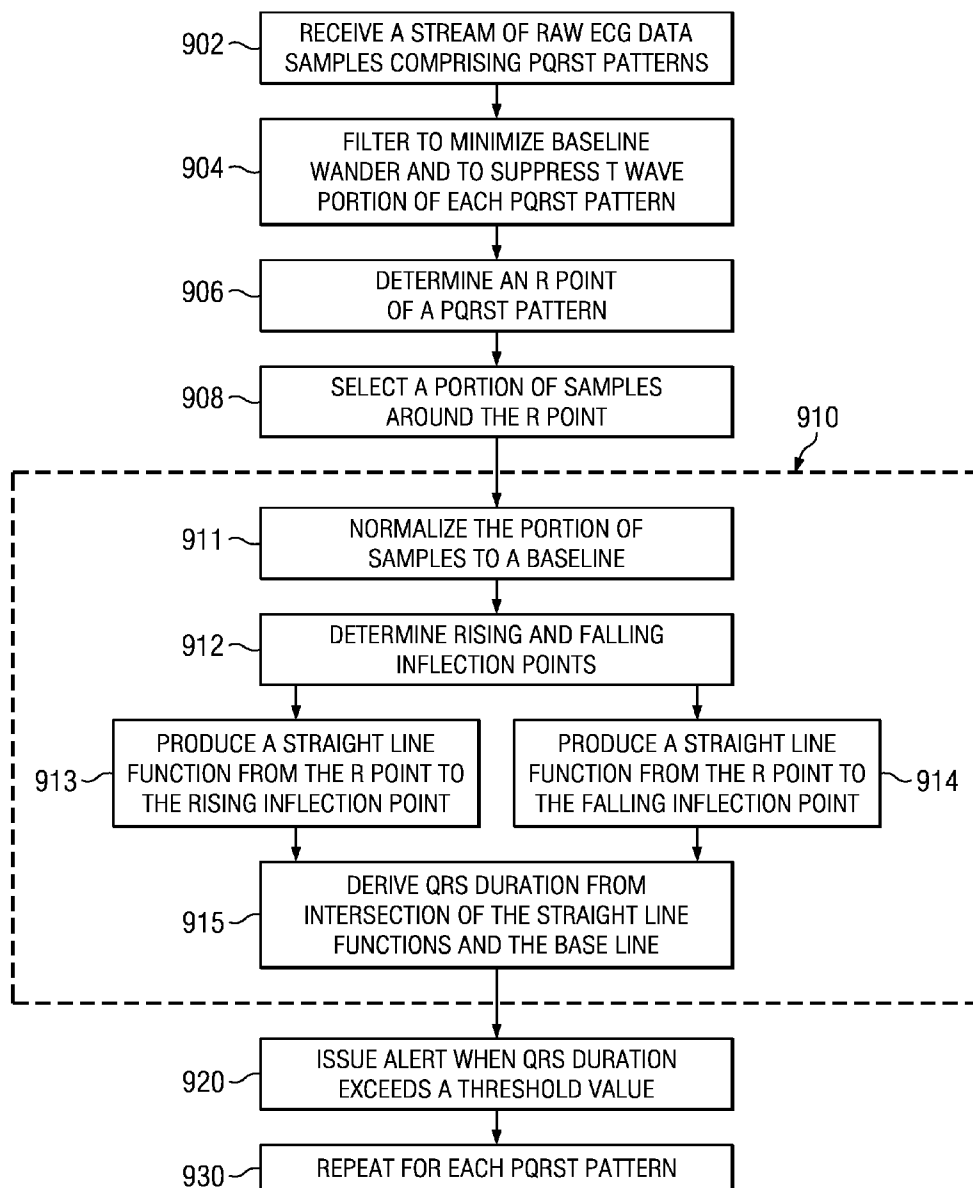 902
RECEIVE A STREAM OF RAW ECG DATA
SAMPLES COMPRISING PQRST PATTERNS
904
FILTER TO MINIMIZE BASELINE
WANDER AND TO SUPPRESS T WAVE
PORTION OF EACH PQRST PATTERN
906
DETERMINE AN R POINT
OF A PQRST PATTERN
908
SELECT A PORTION OF SAMPLES
AROUND THE R POINT
910
911
NORMALIZE THE PORTION OF
SAMPLES TO A BASELINE
912
DETERMINE RISING AND FALLING
INFLECTION POINTS
913
PRODUCE A STRAIGHT LINE
FUNCTION FROM THE R POINT TO
THE RISING INFLECTION POINT
PRODUCE A STRAIGHT LINE
FUNCTION FROM THE R POINT TO
THE FALLING INFLECTION POINT
914
915
DERIVE QRS DURATION FROM
INTERSECTION OF THE STRAIGHT LINE
FUNCTIONS AND THE BASE LINE
920
ISSUE ALERT WHEN QRS DURATION
EXCEEDS A THRESHOLD VALUE
930
REPEAT FOR EACH PQRST PATTERN